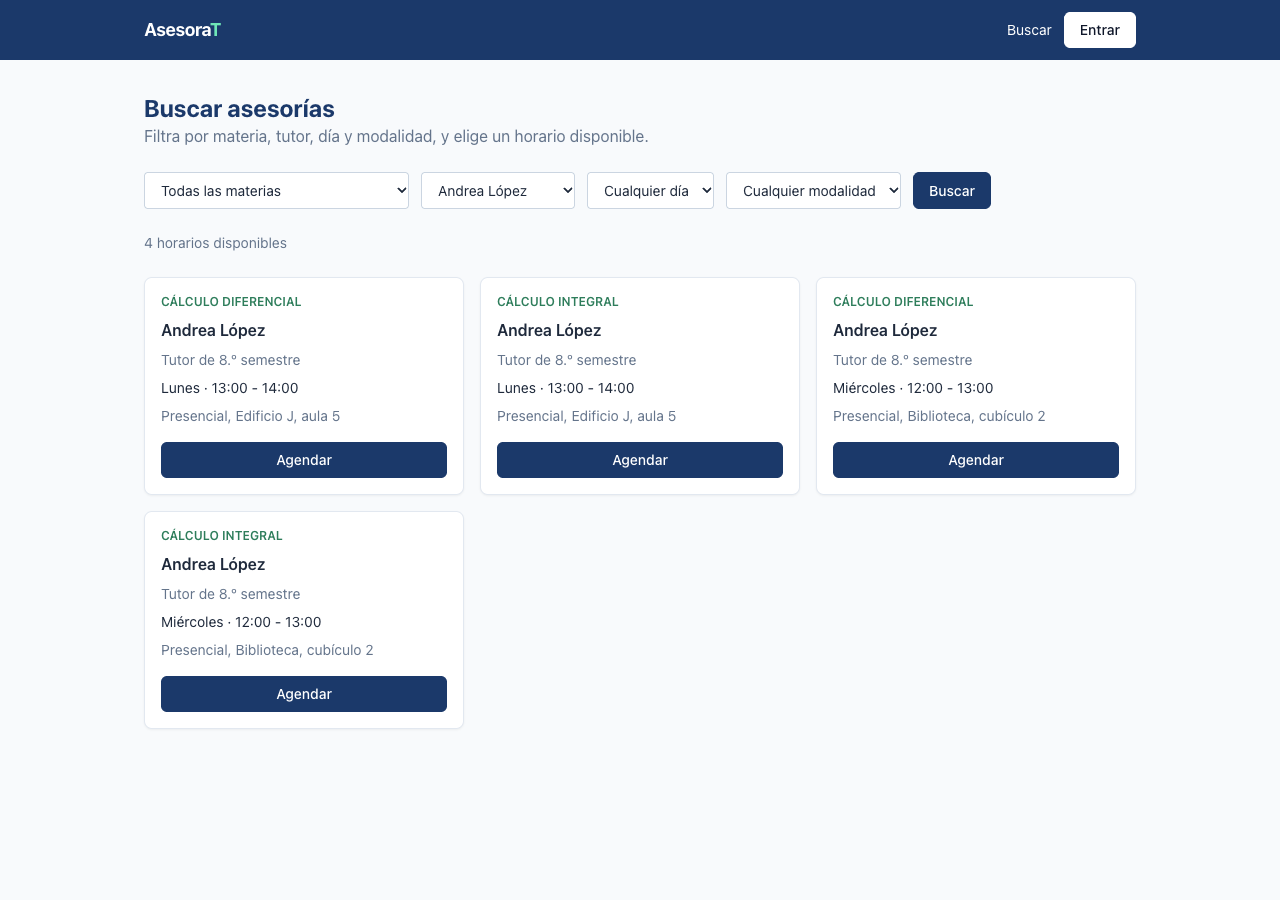 AsesoraT
Buscar
Entrar
Buscar asesorías
Filtra por materia, tutor, día y modalidad, y elige un horario disponible.
Todas las materias
Andrea López
Cualquier día
Cualquier modalidad
Buscar
4 horarios disponibles
CÁLCULO DIFERENCIAL
Andrea López
Tutor de 8.º semestre
Lunes · 13:00 - 14:00
Presencial, Edificio J, aula 5
Agendar
CÁLCULO INTEGRAL
Andrea López
Tutor de 8.º semestre
Lunes · 13:00 - 14:00
Presencial, Edificio J, aula 5
Agendar
CÁLCULO DIFERENCIAL
Andrea López
Tutor de 8.º semestre
Miércoles · 12:00 - 13:00
Presencial, Biblioteca, cubículo 2
Agendar
CÁLCULO INTEGRAL
Andrea López
Tutor de 8.º semestre
Miércoles · 12:00 - 13:00
Presencial, Biblioteca, cubículo 2
Agendar